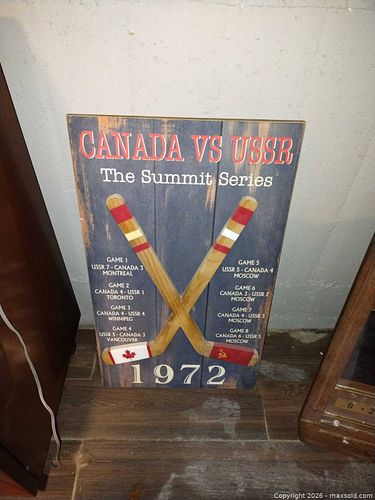 CANADA VS USSR
The Summit Series
GAME 1
USSR 7 - CANADA 3
MONTREAL
GAME 2
CANADA 4 - USSR 1
TORONTO
GAME 3
CANADA 4 - USSR 4
WINNIPEG
GAME 4
USSR 5 - CANADA 3
VANCOUVER
GAME 5
USSR 5 - CANADA 4
MOSCOW
GAME 6
CANADA 3 - USSR 2
MOSCOW
GAME 7
CANADA 4 - USSR 3
MOSCOW
GAME 8
CANADA 6 - USSR 5
MOSCOW
1972
Copyright 2026 - maxsold.com